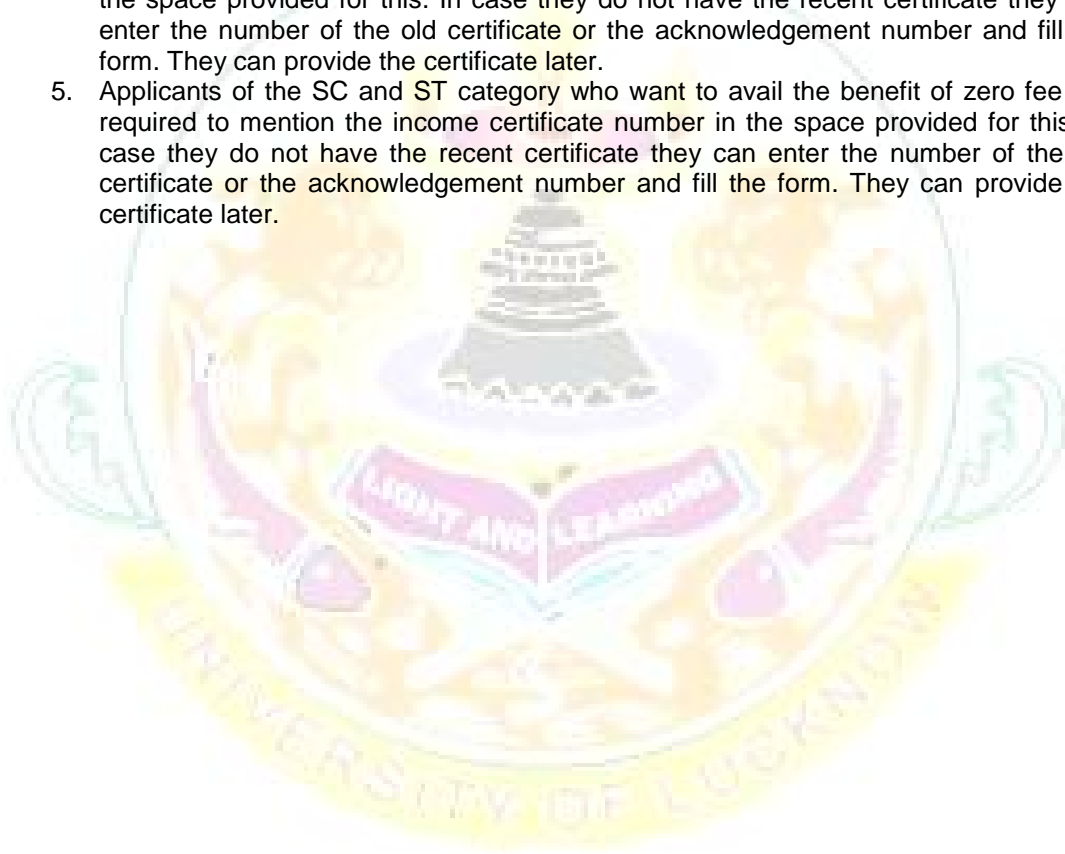 the space provided for this. In case they do not have the recent certificate they
enter the number of the old certificate or the acknowledgement number and fill
form. They can provide the certificate later.
5. Applicants of the SC and ST category who want to avail the benefit of zero fee
required to mention the income certificate number in the space provided for this
case they do not have the recent certificate they can enter the number of the
certificate or the acknowledgement number and fill the form. They can provide
certificate later.
LIGHT AND LEARNING
UNIVERSITY OF LUCKNOW